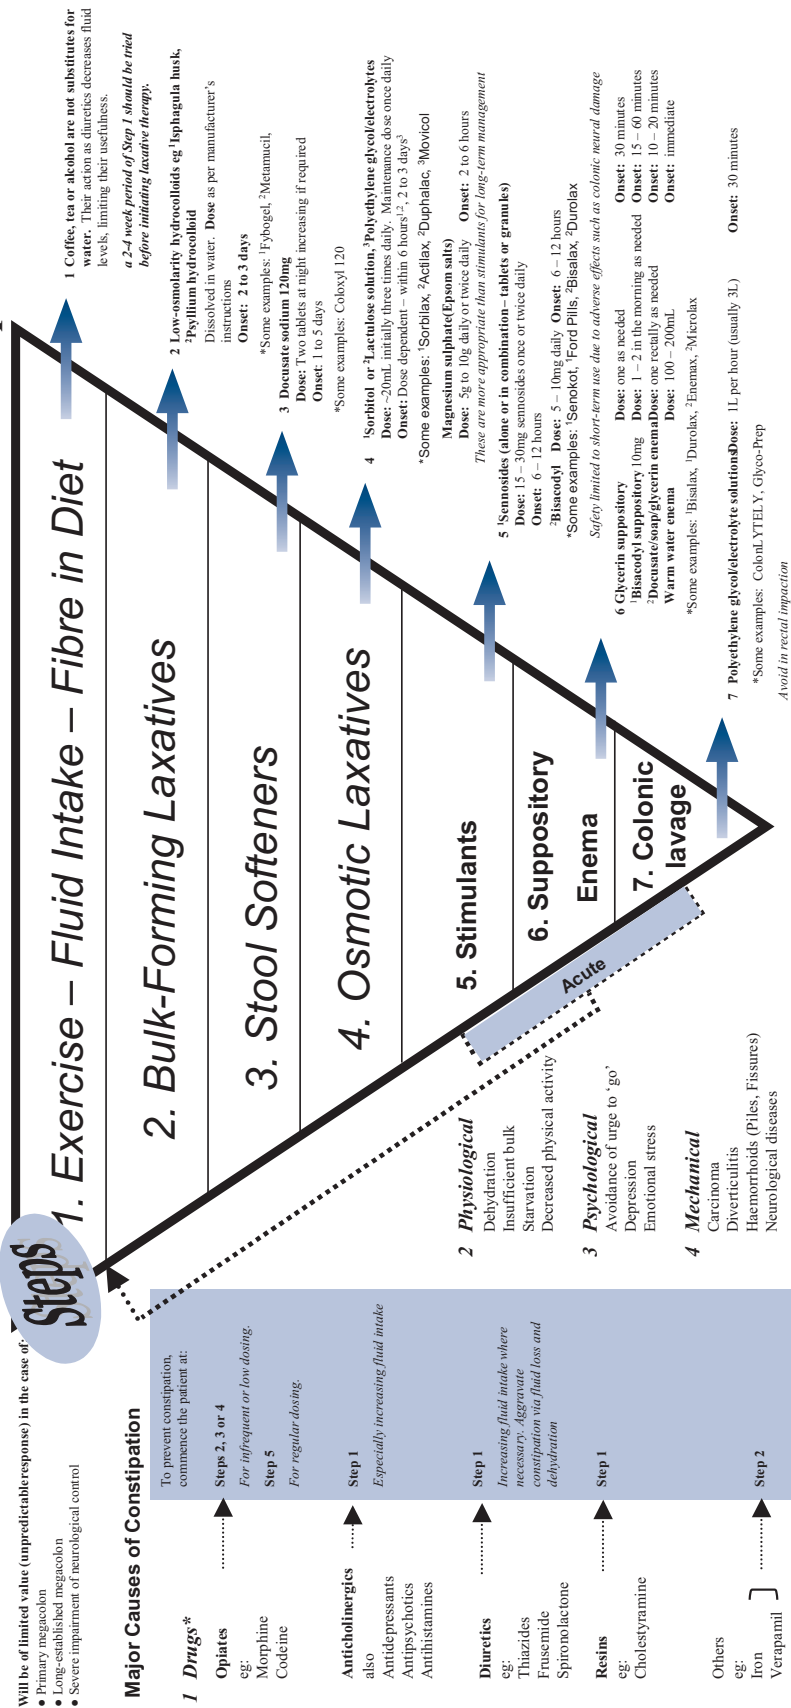 Will be of limited value (unpredictable response) in the case of:
● Primary megacolon
● Long-established megacolon
● Severe impairment of neurological control
Steps
1. Exercise – Fluid Intake – Fibre in Diet
2. Bulk-Forming Laxatives
3. Stool Softeners
4. Osmotic Laxatives
5. Stimulants
6. Suppository
Enema
7. Colonic
lavage
Acute
1 Coffee, tea or alcohol are not substitutes for
water. Their action as diuretics decreases fluid
levels, limiting their usefulness.
a 2-4 week period of Step 1 should be tried
before initiating laxative therapy.
2 Low-osmolarity hydrocolloids eg ¹Isphagula husk,
²Psyllium hydrocolloid
Dissolved in water. Dose as per manufacturer's
instructions
Onset: 2 to 3 days
*Some examples: ¹Fybogel, ²Metamucil,
3 Docusate sodium 120mg
Dose: Two tablets at night increasing if required
Onset: 1 to 5 days
*Some examples: Coloxyl 120
4 ¹Sorbitol or ²Lactulose solution, ³Polyethylene glycol/electrolytes
Dose: ~20mL initially three times daily. Maintenance dose once daily
Onset: Dose dependent – within 6 hours¹,², 2 to 3 days³
*Some examples: ¹Sorbilax, ²Actilax, ²Duphalac, ³Movicol
Magnesium sulphate(Epsom salts)
Dose: 5g to 10g daily or twice daily Onset: 2 to 6 hours
These are more appropriate than stimulants for long-term management
5 ¹Sennosides (alone or in combination – tablets or granules)
Dose: 15 – 30mg sennosides once or twice daily
Onset: 6 – 12 hours
²Bisacodyl Dose: 5 – 10mg daily Onset: 6 – 12 hours
*Some examples: ¹Senokot, ¹Ford Pills, ²Bisalax, ²Durolax
Safety limited to short-term use due to adverse effects such as colonic neural damage
6 Glycerin suppository Dose: one as needed Onset: 30 minutes
¹Bisacodyl suppository 10mg Dose: 1 – 2 in the morning as needed Onset: 15 – 60 minutes
²Docusate/soap/glycerin enema Dose: one rectally as needed Onset: 10 – 20 minutes
Warm water enema Dose: 100 – 200mL Onset: immediate
*Some examples: ¹Bisalax, ¹Durolax, ²Enemax, ²Microlax
7 Polyethylene glycol/electrolyte solutions Dose: 1L per hour (usually 3L) Onset: 30 minutes
*Some examples: ColonLYTELY, Glyco-Prep
Avoid in rectal impaction
Major Causes of Constipation
To prevent constipation,
commence the patient at:
1 Drugs*
Opiates
eg:
Morphine
Codeine
Steps 2, 3 or 4
For infrequent or low dosing.
Step 5
For regular dosing.
Anticholinergics
also
Antidepressants
Antipsychotics
Antihistamines
Step 1
Especially increasing fluid intake
Diuretics
eg:
Thiazides
Frusemide
Spironolactone
Step 1
Increasing fluid intake where
necessary. Aggravate
constipation via fluid loss and
dehydration
Resins
eg:
Cholestyramine
Step 1
Others
eg:
Iron
Verapamil
Step 2
2 Physiological
Dehydration
Insufficient bulk
Starvation
Decreased physical activity
3 Psychological
Avoidance of urge to 'go'
Depression
Emotional stress
4 Mechanical
Carcinoma
Diverticulitis
Haemorrhoids (Piles, Fissures)
Neurological diseases